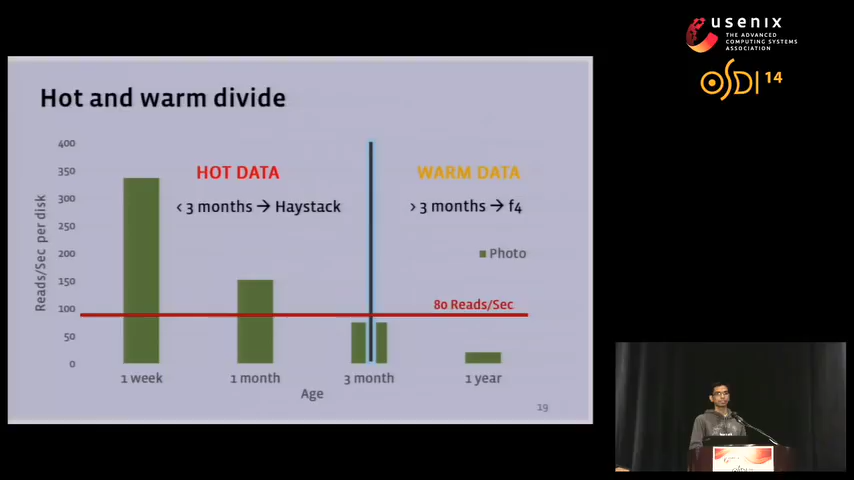 usenix
THE ADVANCED
COMPUTING SYSTEMS
ASSOCIATION
OSDI 14
Hot and warm divide
400
350
300
250
200
150
100
50
0
Reads/Sec per disk
HOT DATA
< 3 months → Haystack
WARM DATA
> 3 months → f4
Photo
80 Reads/Sec
1 week
1 month
3 month
1 year
Age
19